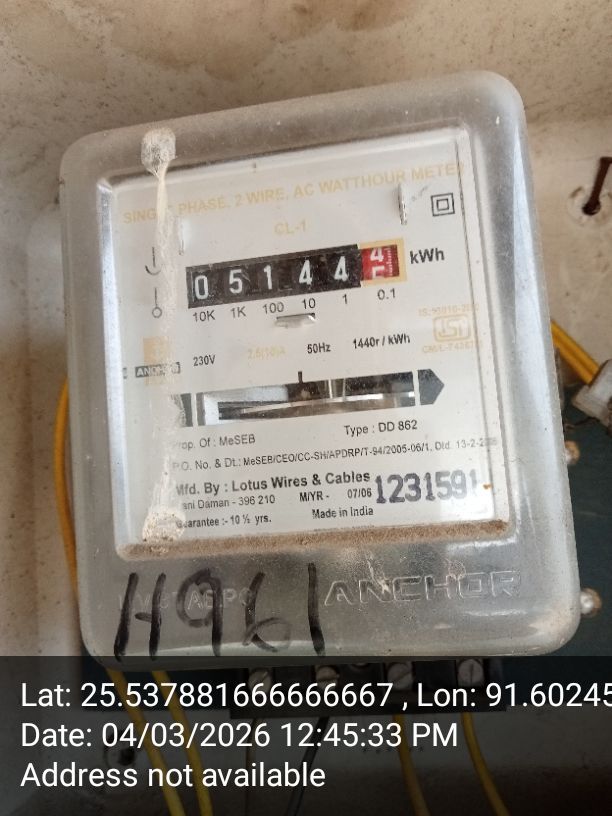 SINGLE PHASE, 2 WIRE, AC WATTHOUR METER
CL-1
0 5 1 4 4 4 kWh
10K 1K 100 10 1 0.1
230V 2.5(10)A 50Hz 1440r / kWh
ANCHOR
Prop. Of : MeSEB Type : DD 862
P.O. No. & Dt.: MeSEB/CEO/CC-SH/APDRP/T-94/2005-06/1, Dtd. 13-2-
Mfd. By : Lotus Wires & Cables
Daman - 396 210 M/YR - 07/06 1231591
Guarantee :- 10 ½ yrs. Made in India
ANCHOR
H961
Lat: 25.537881666666667 , Lon: 91.60245
Date: 04/03/2026 12:45:33 PM
Address not available